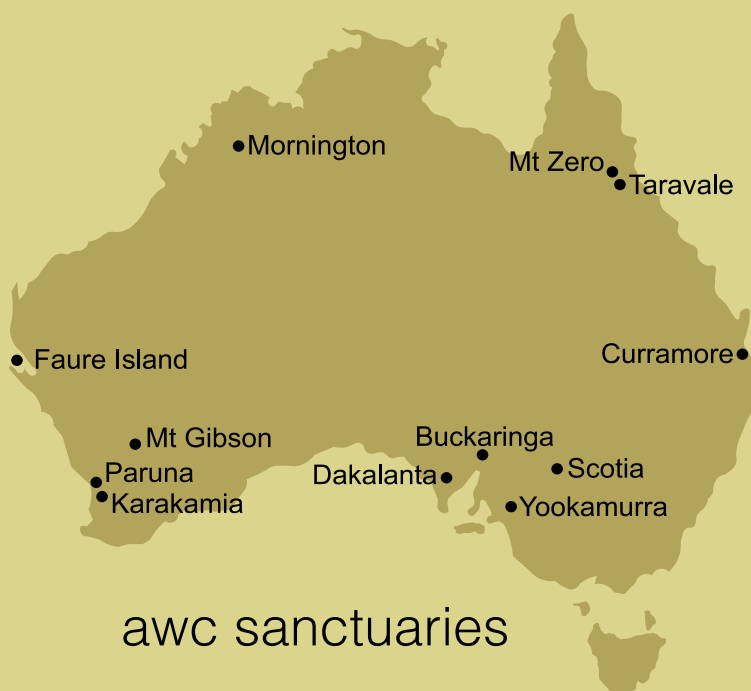 Mornington
Mt Zero
Taravale
Faure Island
Curramore
Mt Gibson
Buckaringa
Paruna
Dakalanta
Scotia
Karakamia
Yookamurra
awc sanctuaries